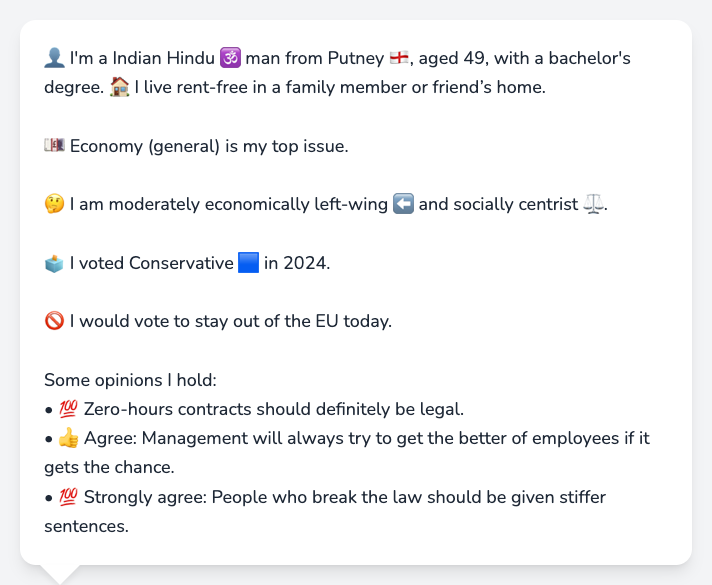 👤 I'm a Indian Hindu 🕉️ man from Putney 🏴󠁧󠁢󠁥󠁮󠁧󠁿, aged 49, with a bachelor's
degree. 🏠 I live rent-free in a family member or friend’s home.
💷 Economy (general) is my top issue.
🤔 I am moderately economically left-wing ⬅️ and socially centrist ⚖️.
🗳️ I voted Conservative 🟦 in 2024.
🚫 I would vote to stay out of the EU today.
Some opinions I hold:
• 💯 Zero-hours contracts should definitely be legal.
• 👍 Agree: Management will always try to get the better of employees if it
gets the chance.
• 💯 Strongly agree: People who break the law should be given stiffer
sentences.